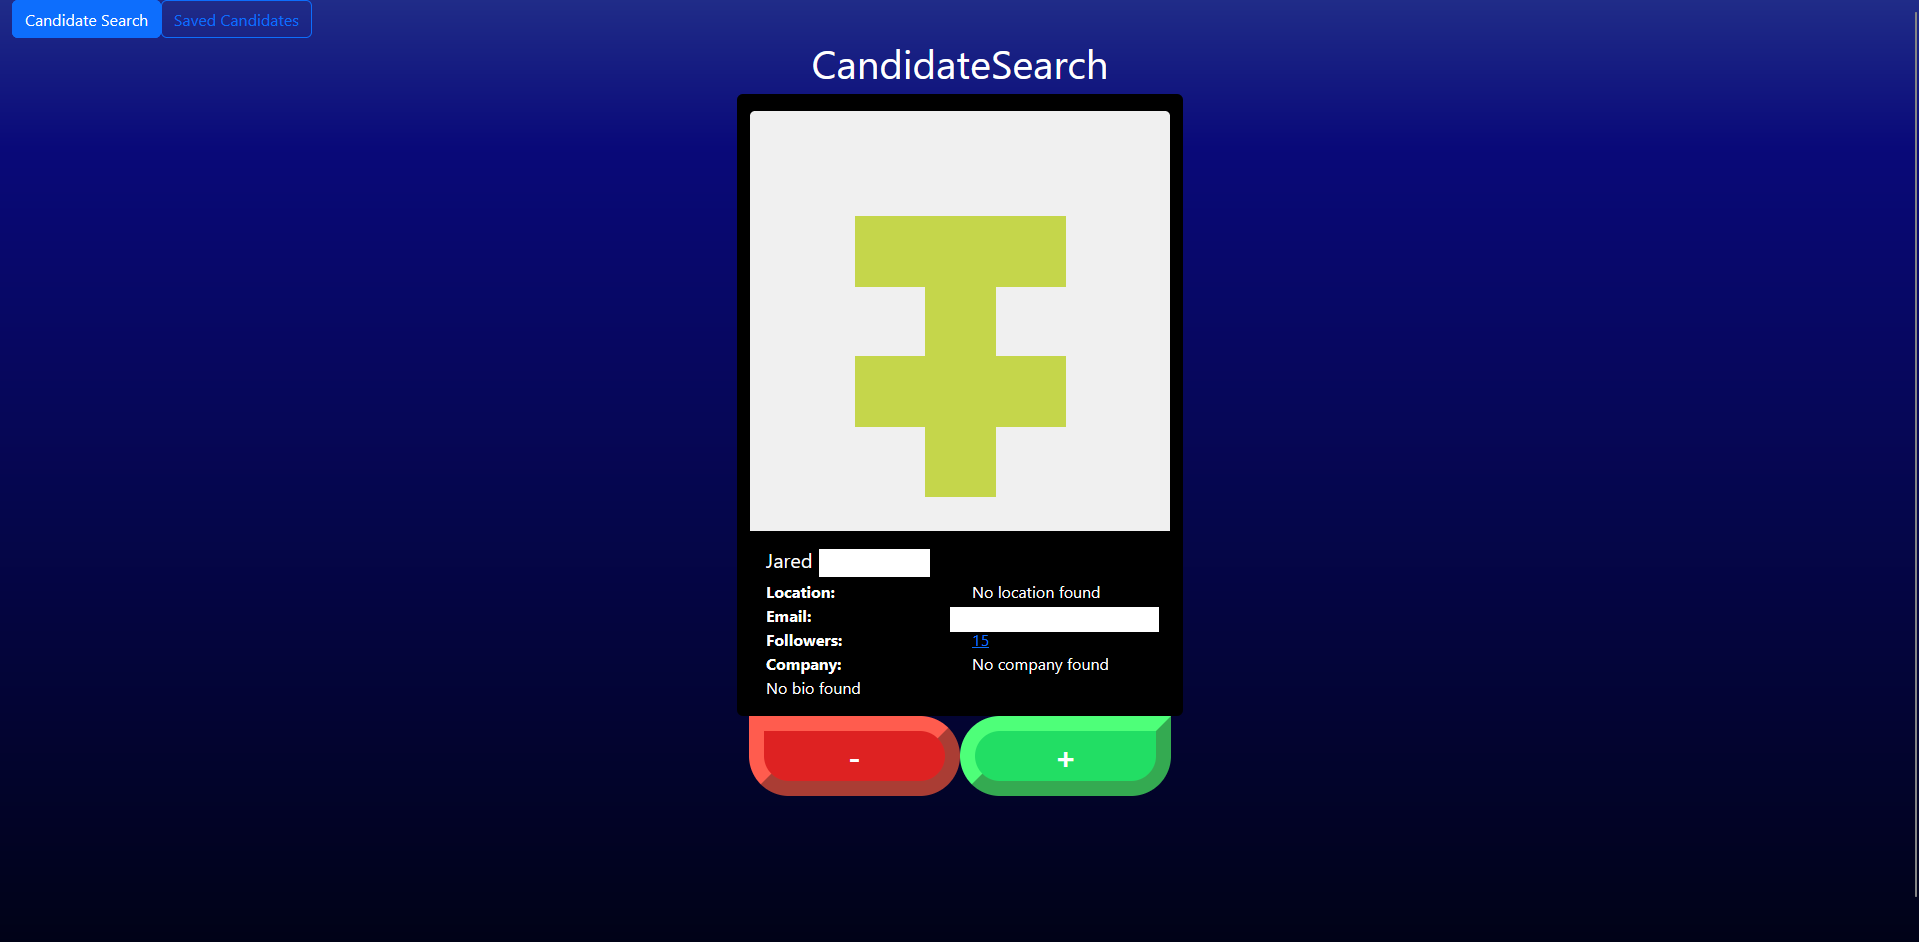 Candidate Search Saved Candidates
CandidateSearch
Jared
Location: No location found
Email:
Followers: 15
Company: No company found
No bio found
- +